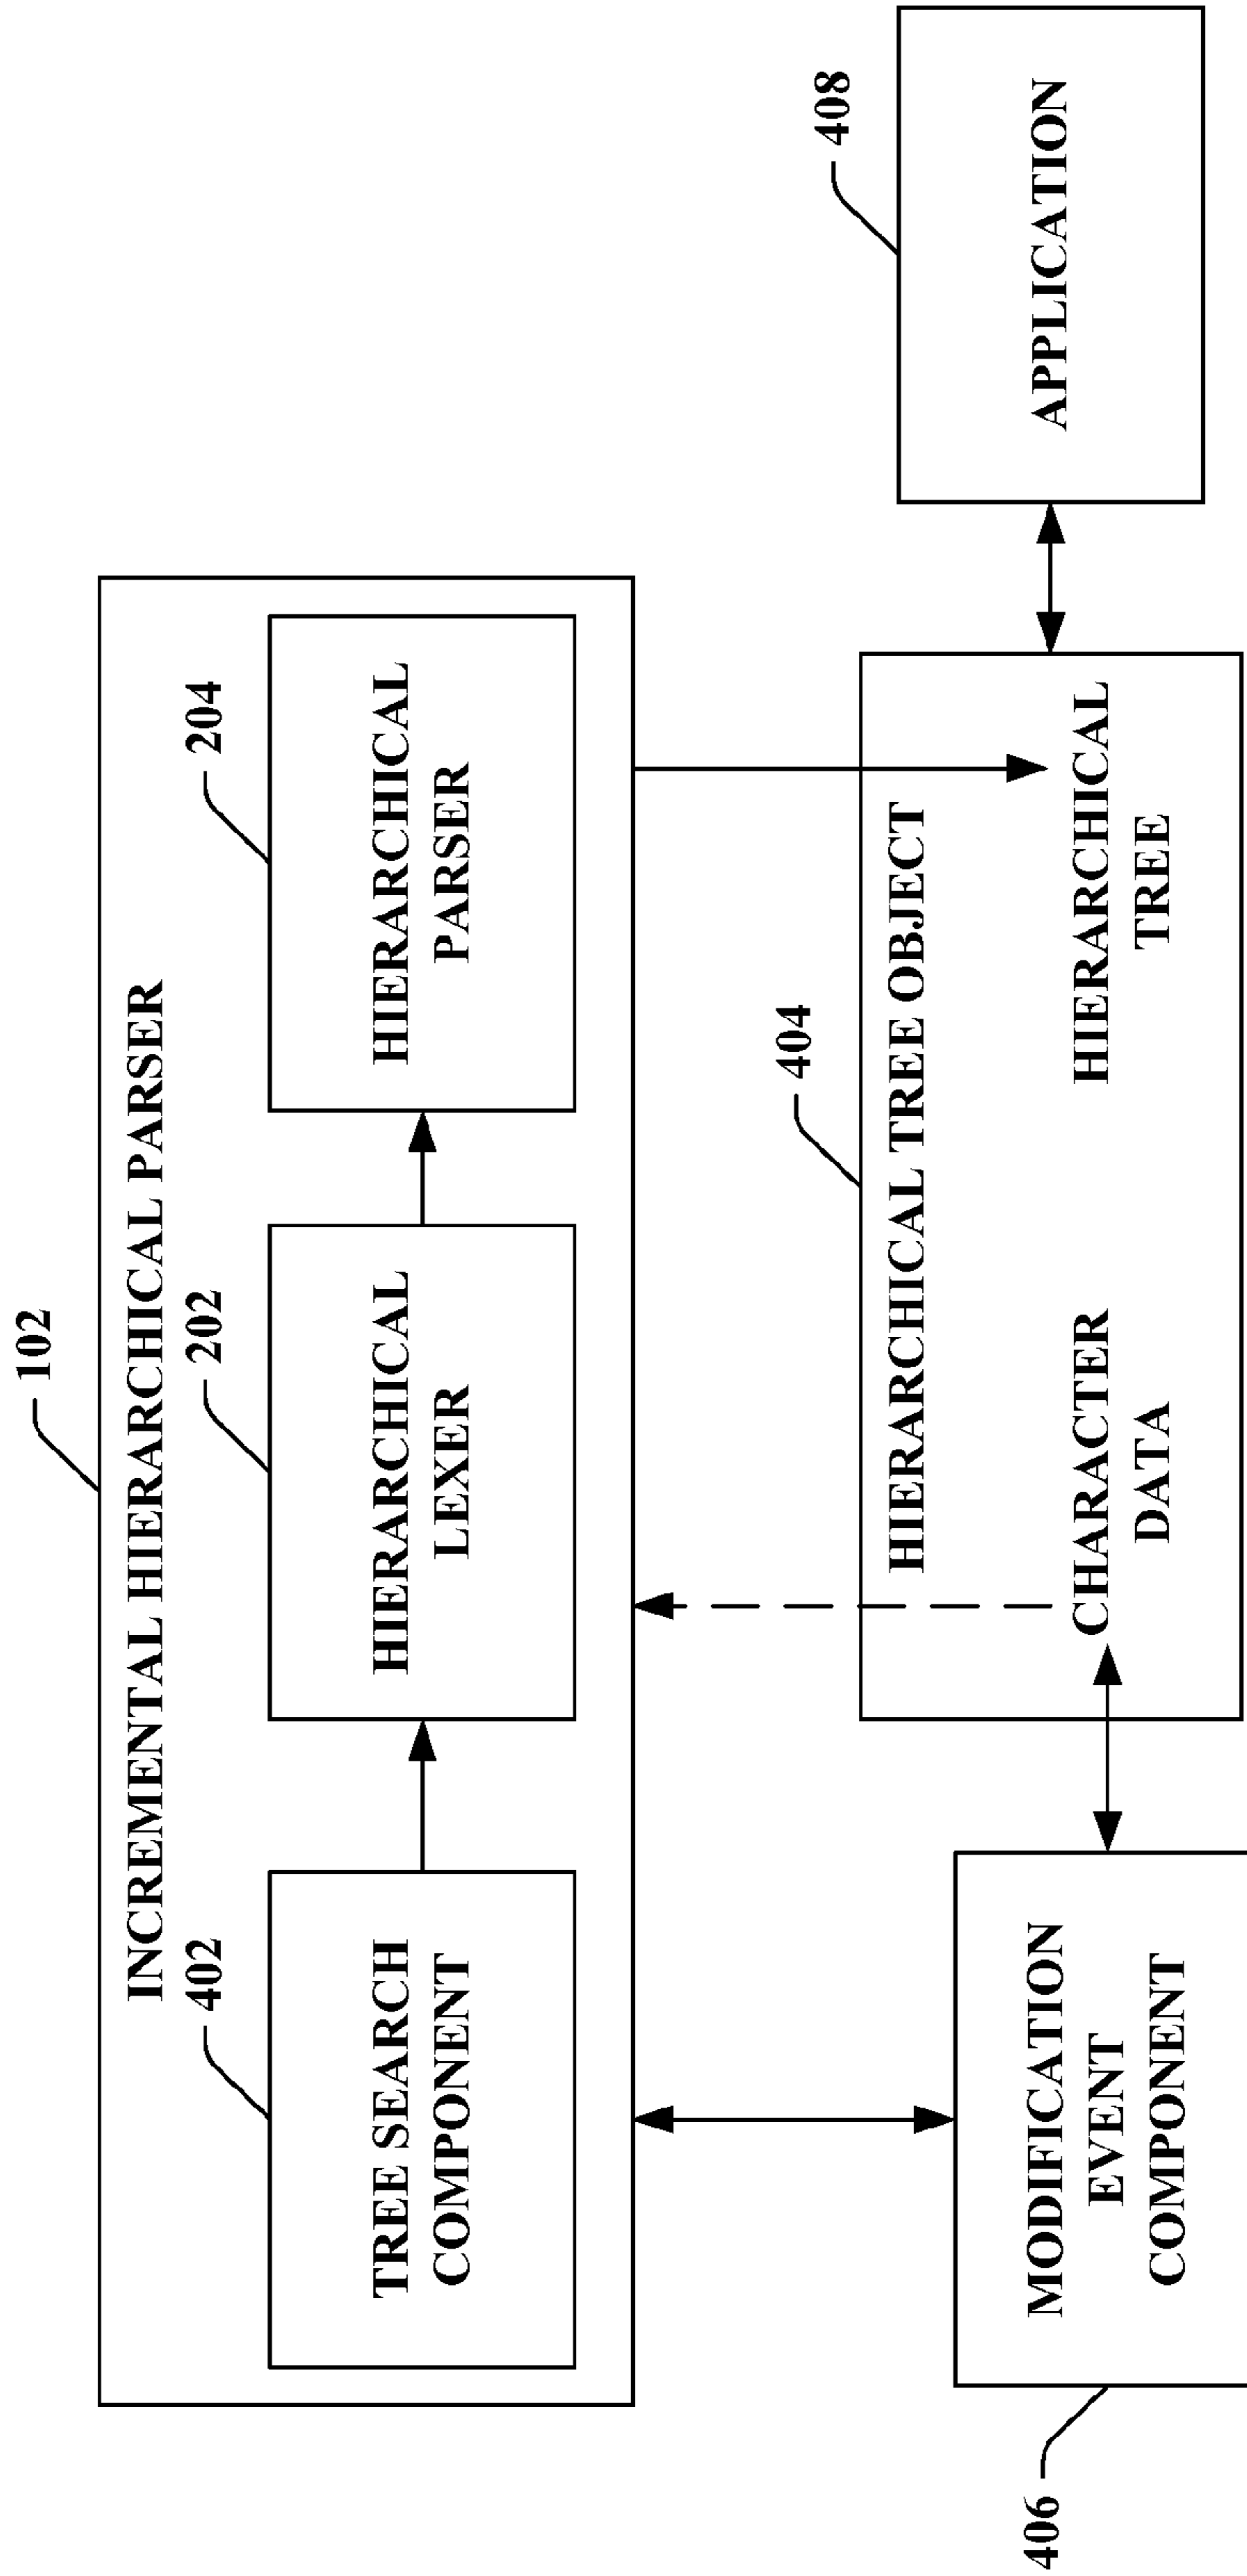 102
INCREMENTAL HIERARCHICAL PARSER
402
TREE SEARCH
COMPONENT
202
HIERARCHICAL
LEXER
204
HIERARCHICAL
PARSER
404
HIERARCHICAL TREE OBJECT
CHARACTER
DATA
HIERARCHICAL
TREE
406
MODIFICATION
EVENT
COMPONENT
408
APPLICATION